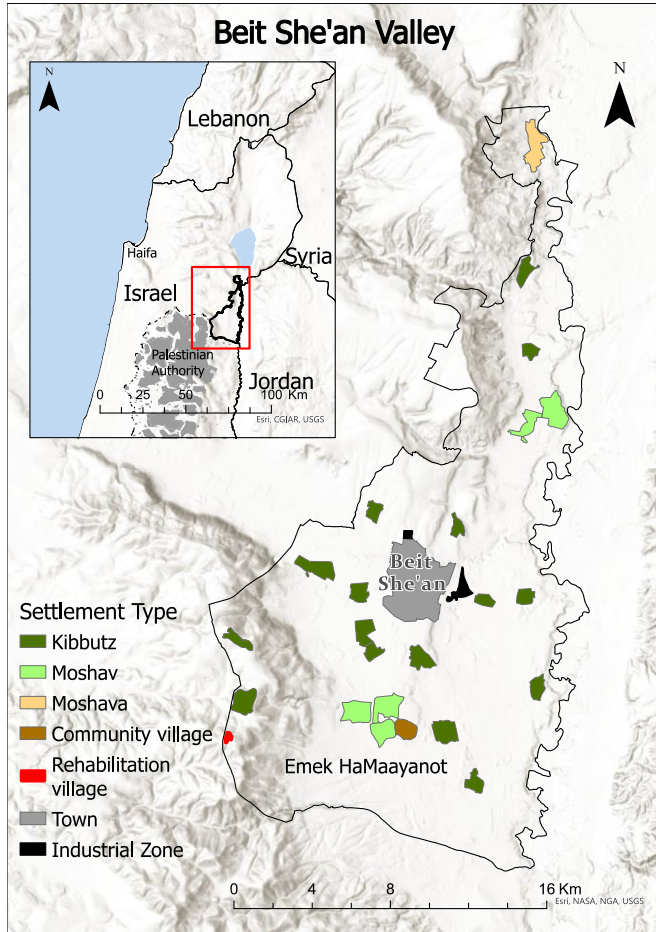 Beit She'an Valley
N
Lebanon
Haifa
Syria
Israel
Palestinian
Authority
Jordan
0 25 50 100 Km
Esri, CGIAR, USGS
N
Beit
She'an
Settlement Type
Kibbutz
Moshav
Moshava
Community village
Rehabilitation
village
Town
Industrial Zone
Emek HaMaayanot
0 4 8 16 Km
Esri, NASA, NGA, USGS